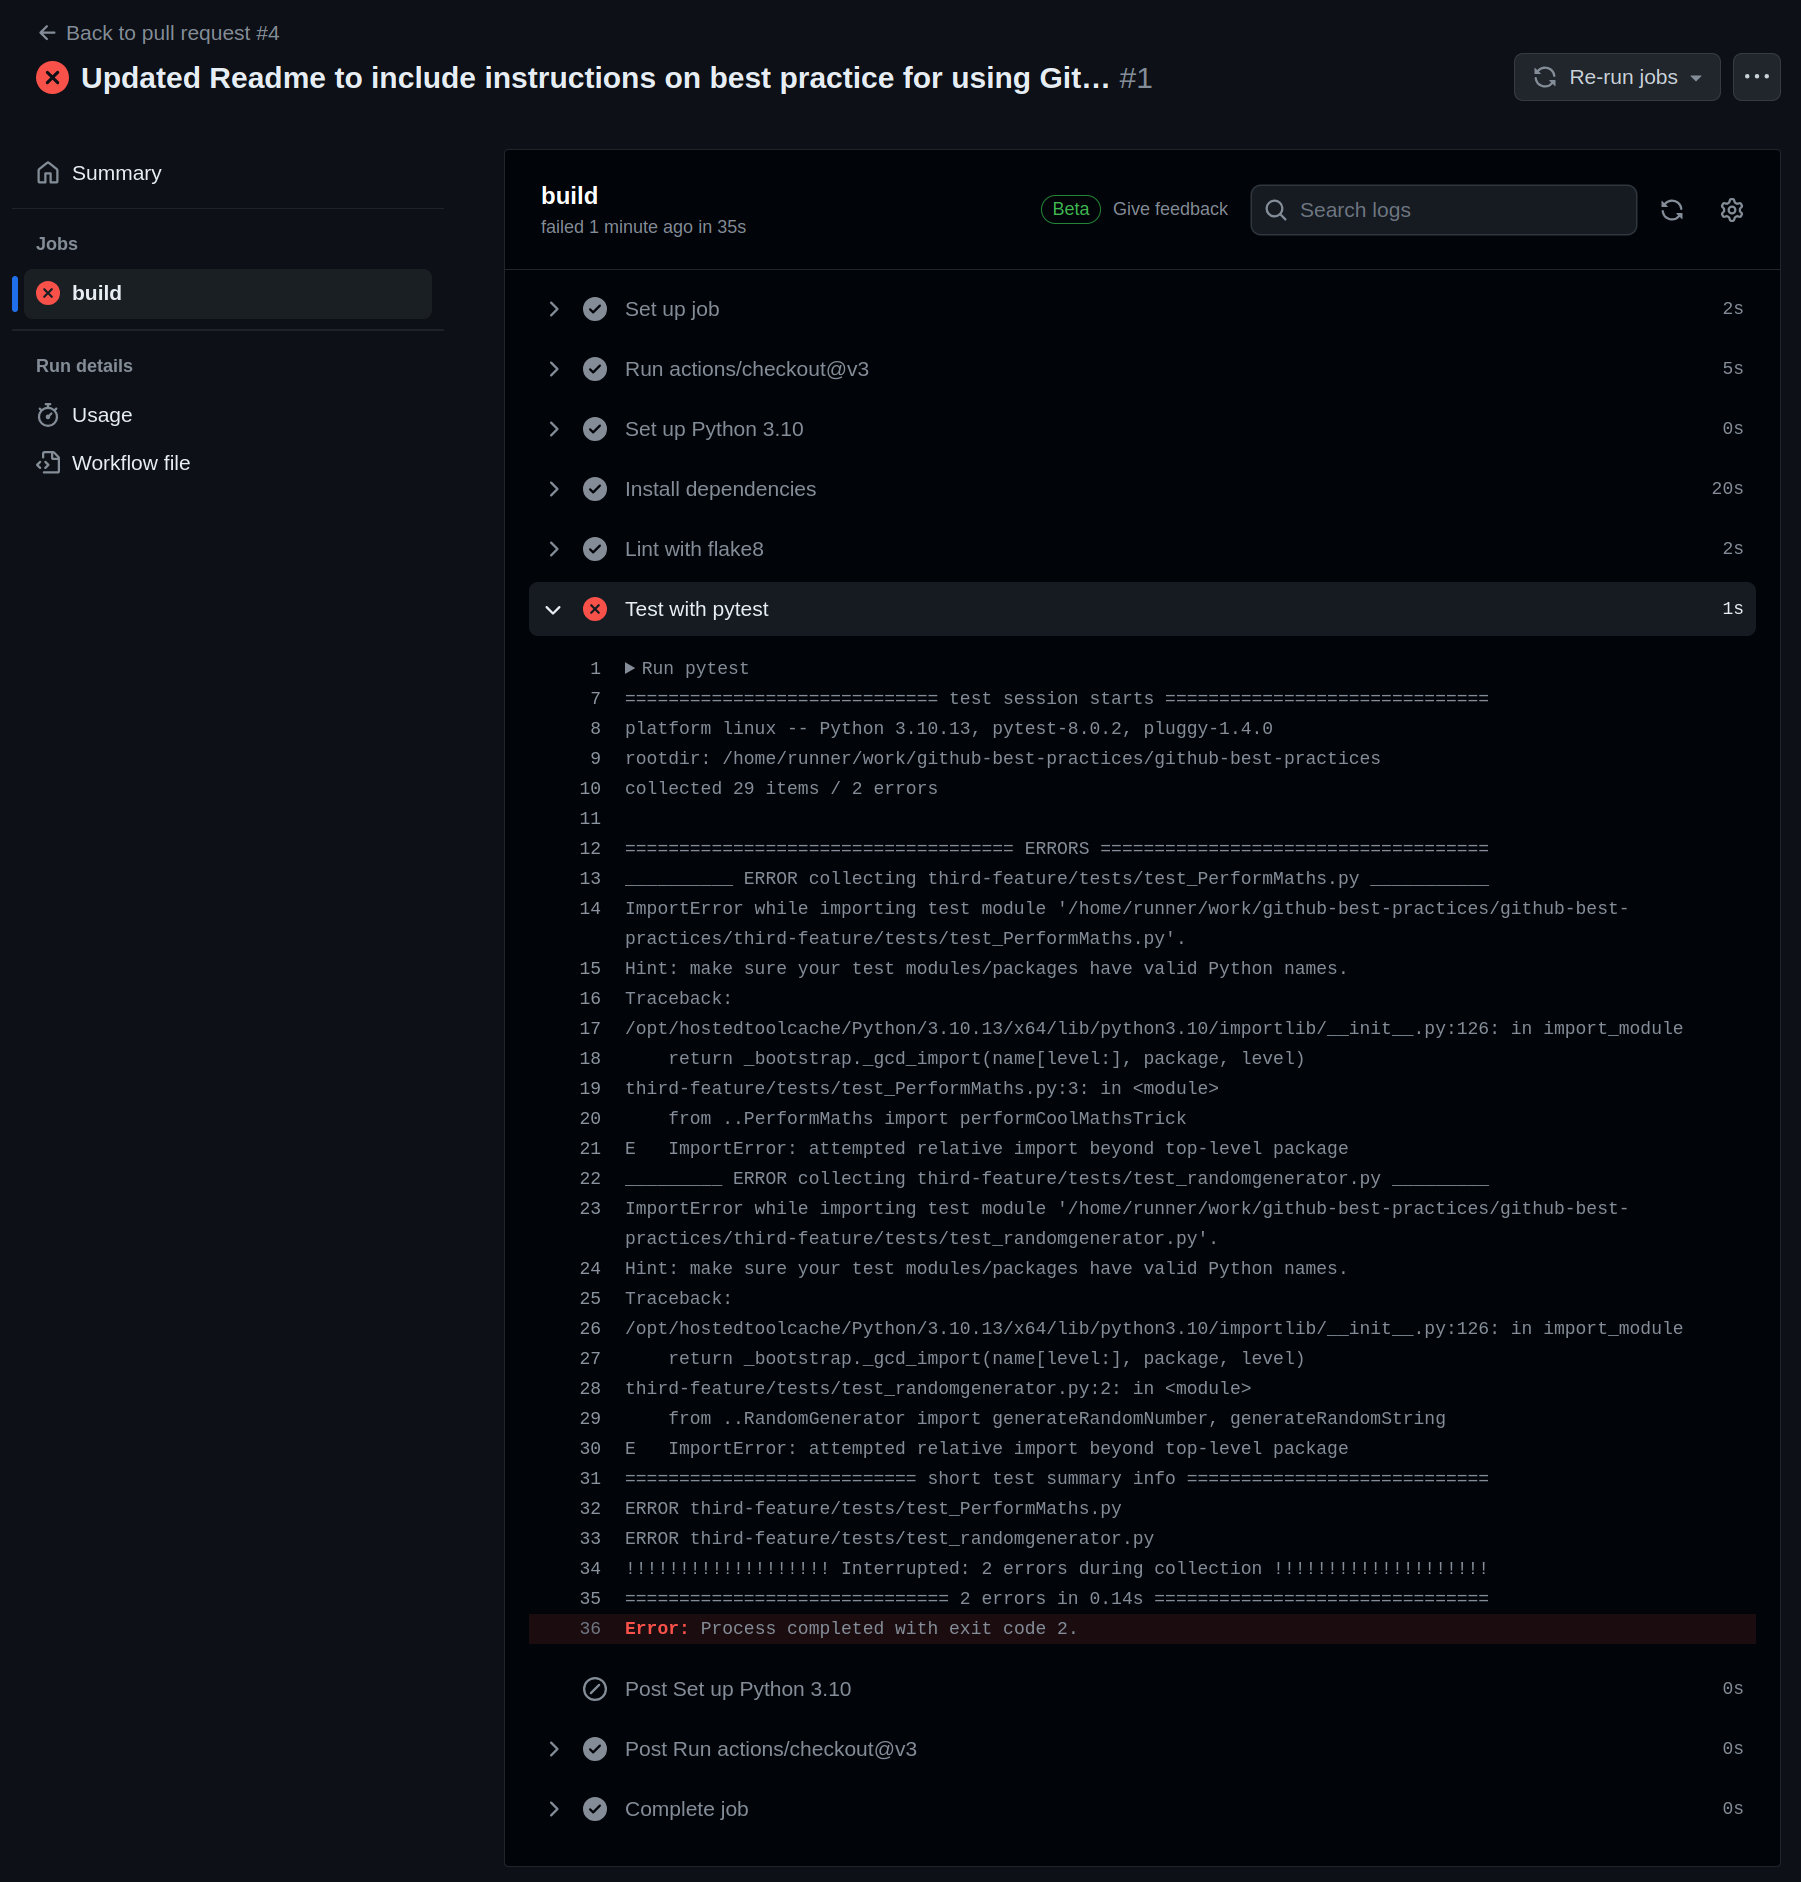 Back to pull request #4
Updated Readme to include instructions on best practice for using Git… #1
Re-run jobs
Summary
Jobs
build
Run details
Usage
Workflow file
build
failed 1 minute ago in 35s
Beta
Give feedback
Search logs
Set up job 2s
Run actions/checkout@v3 5s
Set up Python 3.10 0s
Install dependencies 20s
Lint with flake8 2s
Test with pytest 1s
1 Run pytest
7 ============================= test session starts ==============================
8 platform linux -- Python 3.10.13, pytest-8.0.2, pluggy-1.4.0
9 rootdir: /home/runner/work/github-best-practices/github-best-practices
10 collected 29 items / 2 errors
11
12 ==================================== ERRORS ====================================
13 __________ ERROR collecting third-feature/tests/test_PerformMaths.py ___________
14 ImportError while importing test module '/home/runner/work/github-best-practices/github-best-
practices/third-feature/tests/test_PerformMaths.py'.
15 Hint: make sure your test modules/packages have valid Python names.
16 Traceback:
17 /opt/hostedtoolcache/Python/3.10.13/x64/lib/python3.10/importlib/__init__.py:126: in import_module
18     return _bootstrap._gcd_import(name[level:], package, level)
19 third-feature/tests/test_PerformMaths.py:3: in <module>
20     from ..PerformMaths import performCoolMathsTrick
21 E   ImportError: attempted relative import beyond top-level package
22 _________ ERROR collecting third-feature/tests/test_randomgenerator.py _________
23 ImportError while importing test module '/home/runner/work/github-best-practices/github-best-
practices/third-feature/tests/test_randomgenerator.py'.
24 Hint: make sure your test modules/packages have valid Python names.
25 Traceback:
26 /opt/hostedtoolcache/Python/3.10.13/x64/lib/python3.10/importlib/__init__.py:126: in import_module
27     return _bootstrap._gcd_import(name[level:], package, level)
28 third-feature/tests/test_randomgenerator.py:2: in <module>
29     from ..RandomGenerator import generateRandomNumber, generateRandomString
30 E   ImportError: attempted relative import beyond top-level package
31 =========================== short test summary info ============================
32 ERROR third-feature/tests/test_PerformMaths.py
33 ERROR third-feature/tests/test_randomgenerator.py
34 !!!!!!!!!!!!!!!!!!! Interrupted: 2 errors during collection !!!!!!!!!!!!!!!!!!!!
35 ============================== 2 errors in 0.14s ===============================
36 Error: Process completed with exit code 2.
Post Set up Python 3.10 0s
Post Run actions/checkout@v3 0s
Complete job 0s